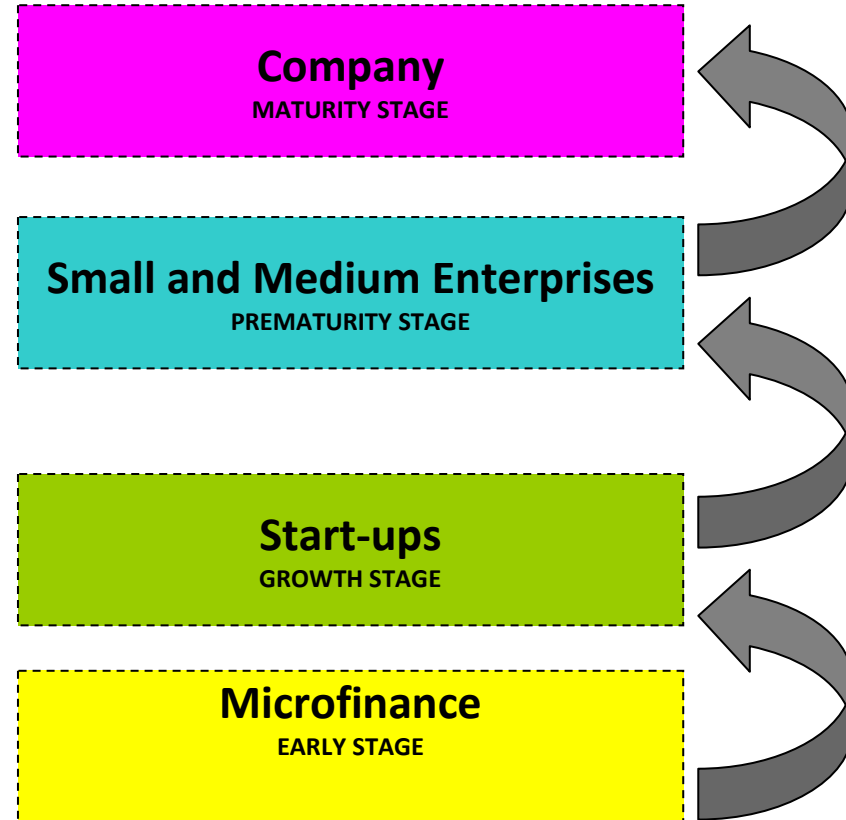 Company
MATURITY STAGE
Small and Medium Enterprises
PREMATURITY STAGE
Start-ups
GROWTH STAGE
Microfinance
EARLY STAGE